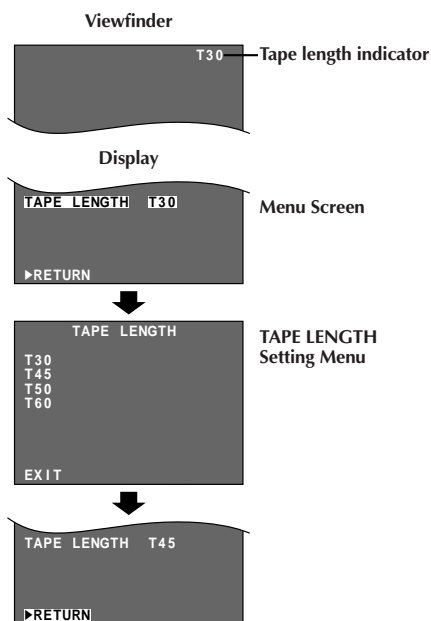 Viewfinder
T30 Tape length indicator
Display
TAPE LENGTH T30
Menu Screen
▶RETURN
TAPE LENGTH
TAPE LENGTH
Setting Menu
T30
T45
T50
T60
EXIT
TAPE LENGTH T45
▶RETURN